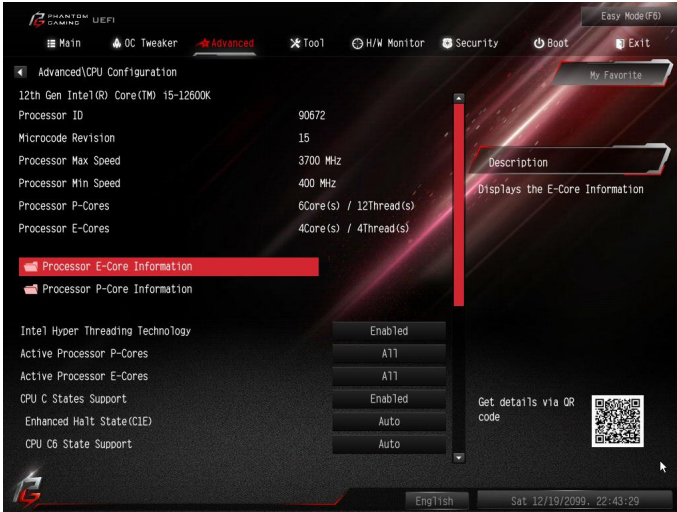 PHANTOM GAMING UEFI
Easy Mode(F6)
Main OC Tweaker Advanced Tool H/W Monitor Security Boot Exit
Advanced\CPU Configuration
My Favorite
12th Gen Intel(R) Core(TM) i5-12600K
Processor ID 90672
Microcode Revision 15
Processor Max Speed 3700 MHz
Description
Processor Min Speed 400 MHz
Displays the E-Core Information
Processor P-Cores 6Core(s) / 12Thread(s)
Processor E-Cores 4Core(s) / 4Thread(s)
Processor E-Core Information
Processor P-Core Information
Intel Hyper Threading Technology Enabled
Active Processor P-Cores All
Active Processor E-Cores All
CPU C States Support Enabled
Enhanced Halt State(C1E) Auto
CPU C6 State Support Auto
Get details via QR
code
English
Sat 12/19/2099. 22:43:29